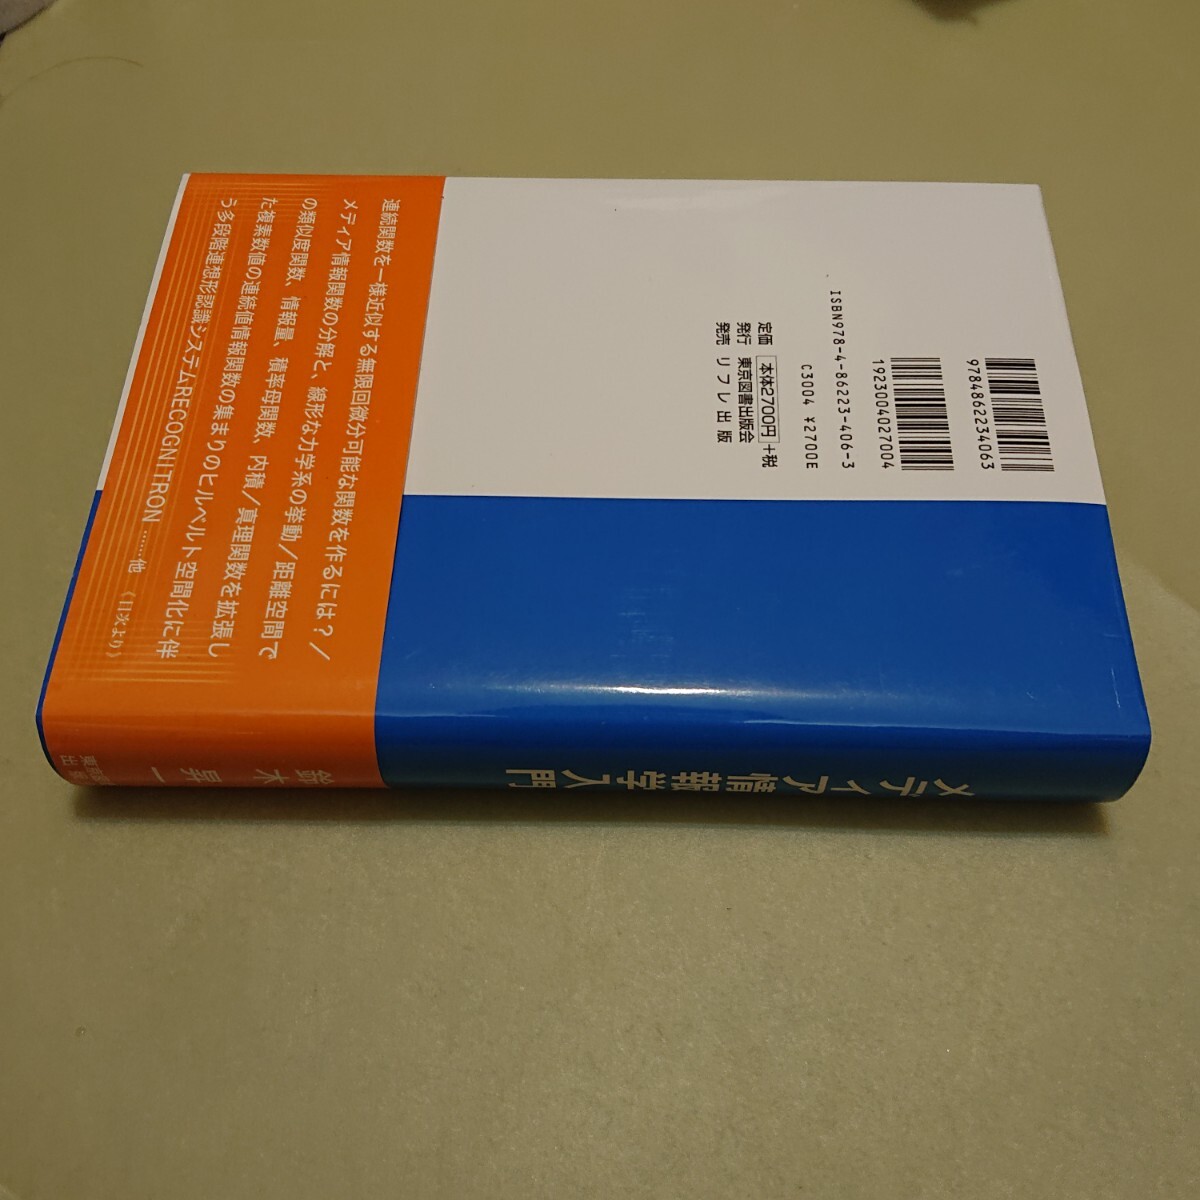 9784862234063
1923004027004
ISBN978-4-86223-406-3
C3004 ¥2700E
定価 本体2700円 +税
発行 東京図書出版会
発売 リフレ出版
連続関数を一様近似する無限回微分可能な関数を作るには?/
メディア情報関数の分解と、線形な力学系の挙動/距離空間で
の類似度関数、情報量、積率母関数、内積/真理関数を拡張し
た複素数値の連続値情報関数の集まりのヒルベルト空間化に伴
う多段階連想形認識システムRECOGNITRON ……他 〈目次より〉
メディア情報学入門
鈴木昇一